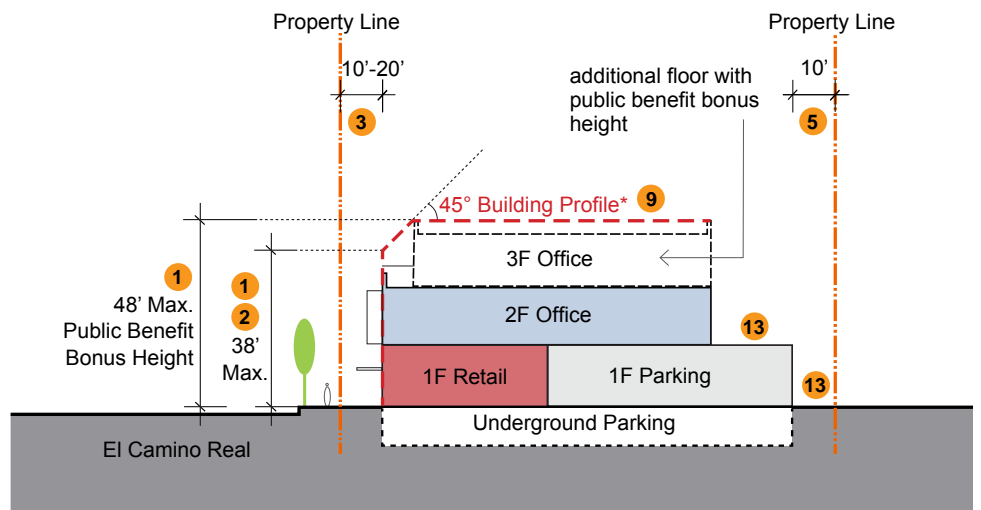 Property Line
Property Line
10’-20’
10’
additional floor with
public benefit bonus
height
3
5
45° Building Profile*
9
3F Office
1
48’ Max.
Public Benefit
Bonus Height
1
2
38’
Max.
2F Office
13
1F Retail
1F Parking
13
Underground Parking
El Camino Real